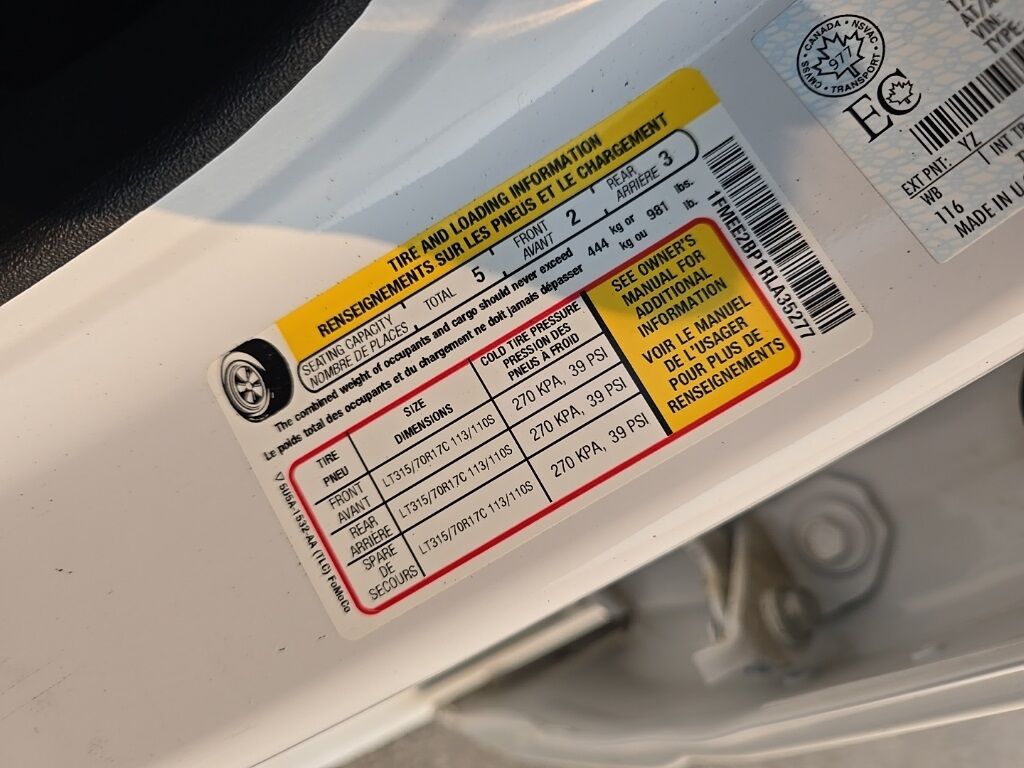 TIRE AND LOADING INFORMATION
RENSEIGNEMENTS SUR LES PNEUS ET LE CHARGEMENT
SEATING CAPACITY
NOMBRE DE PLACES
TOTAL 5
FRONT
AVANT 2
REAR
ARRIÈRE 3
The combined weight of occupants and cargo should never exceed 444 kg or 981 lbs.
Le poids total des occupants et du chargement ne doit jamais dépasser kg ou lb.
TIRE
PNEU
SIZE
DIMENSIONS
COLD TIRE PRESSURE
PRESSION DES
PNEUS A FROID
FRONT
AVANT
LT315/70R17C 113/110S
270 KPA, 39 PSI
REAR
ARRIÈRE
LT315/70R17C 113/110S
270 KPA, 39 PSI
SPARE
DE
SECOURS
LT315/70R17C 113/110S
270 KPA, 39 PSI
SEE OWNER'S
MANUAL FOR
ADDITIONAL
INFORMATION
VOIR LE MANUEL
DE L'USAGER
POUR PLUS DE
RENSEIGNEMENTS
5U5A-1532-AA (TLC) FoMoCo
1FMEE2BP1RLA35277
CANADA · NSVAC
977
CMVSS · TRANSPORT
EC
VIN:
TYPE
EXT PNT: YZ
WB INT TR
116
MADE IN U